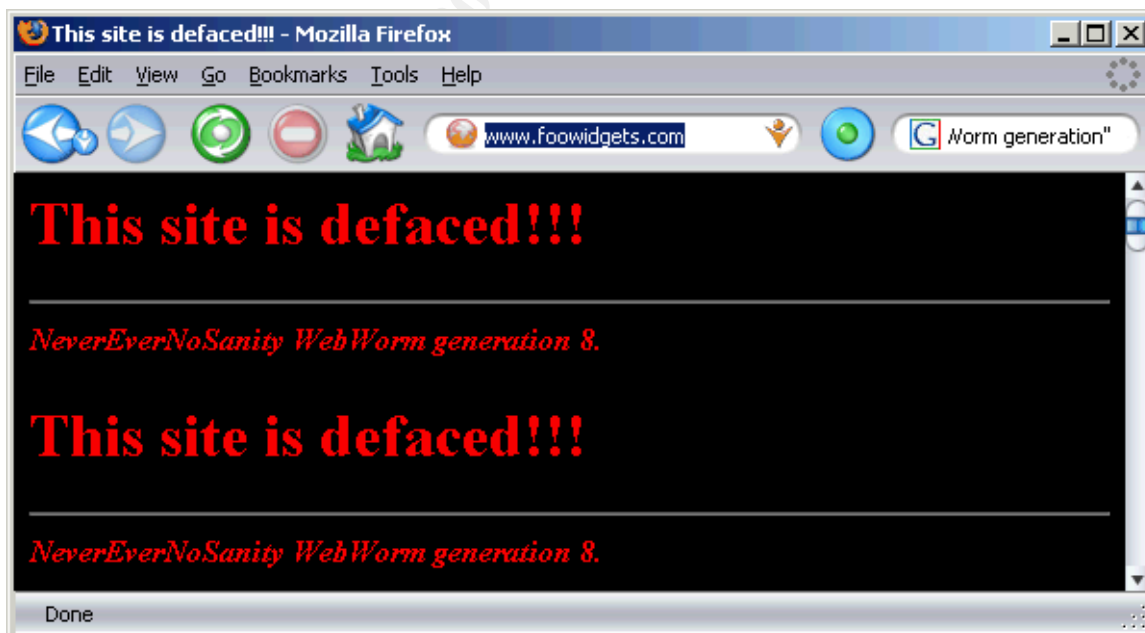 This site is defaced!!! - Mozilla Firefox
File Edit View Go Bookmarks Tools Help
www.foowidgets.com G Worm generation"
This site is defaced!!!
NeverEverNoSanity WebWorm generation 8.
This site is defaced!!!
NeverEverNoSanity WebWorm generation 8.
Done